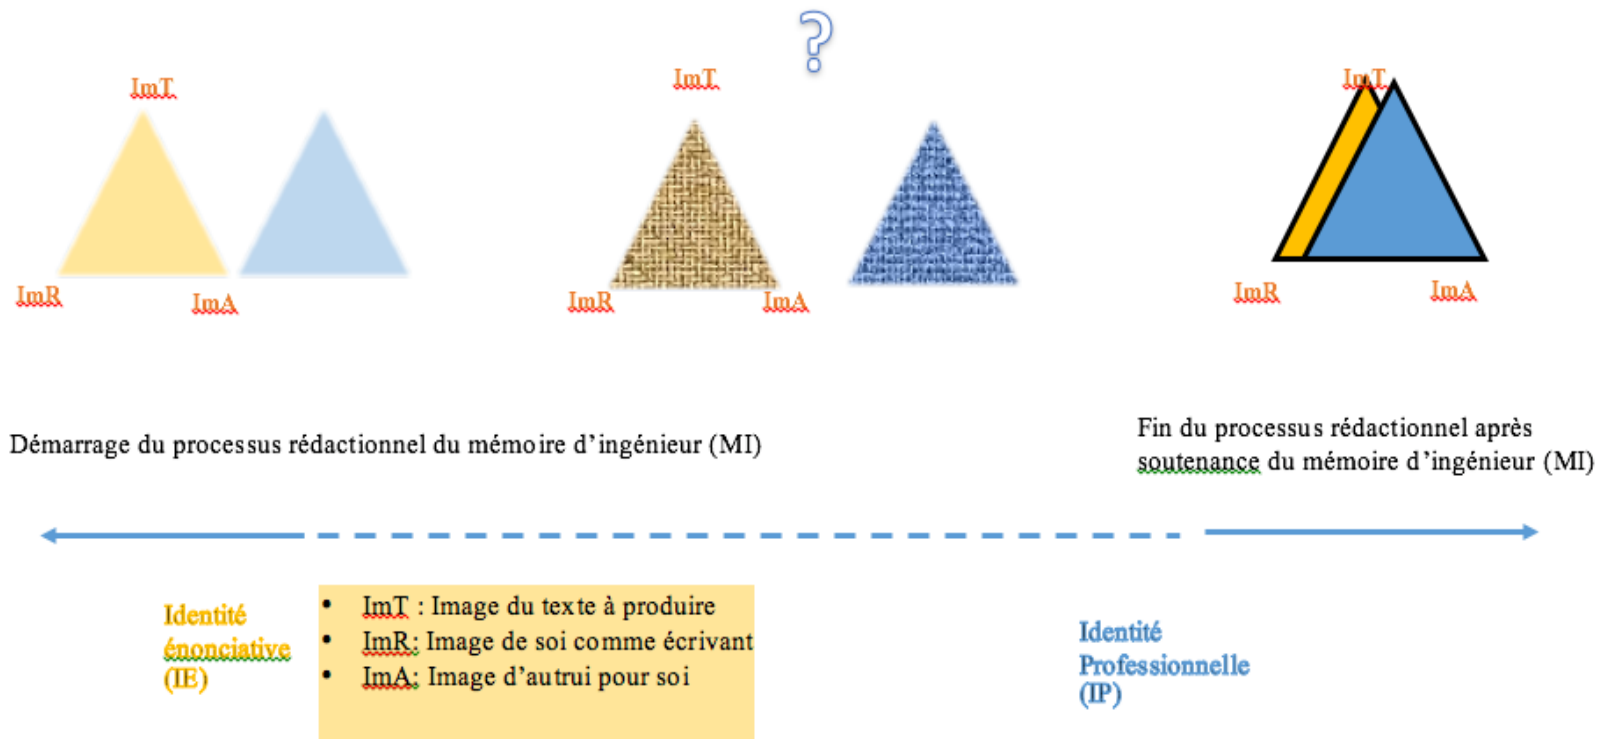 ?
ImT
ImT
ImT
ImR
ImA
ImR
ImA
ImR
ImA
Démarrage du processus rédactionnel du mémoire d'ingénieur (MI)
Fin du processus rédactionnel après
soutenance du mémoire d'ingénieur (MI)
Identité
énonciative
(IE)
• ImT : Image du texte à produire
• ImR: Image de soi comme écrivant
• ImA: Image d'autrui pour soi
Identité
Professionnelle
(IP)